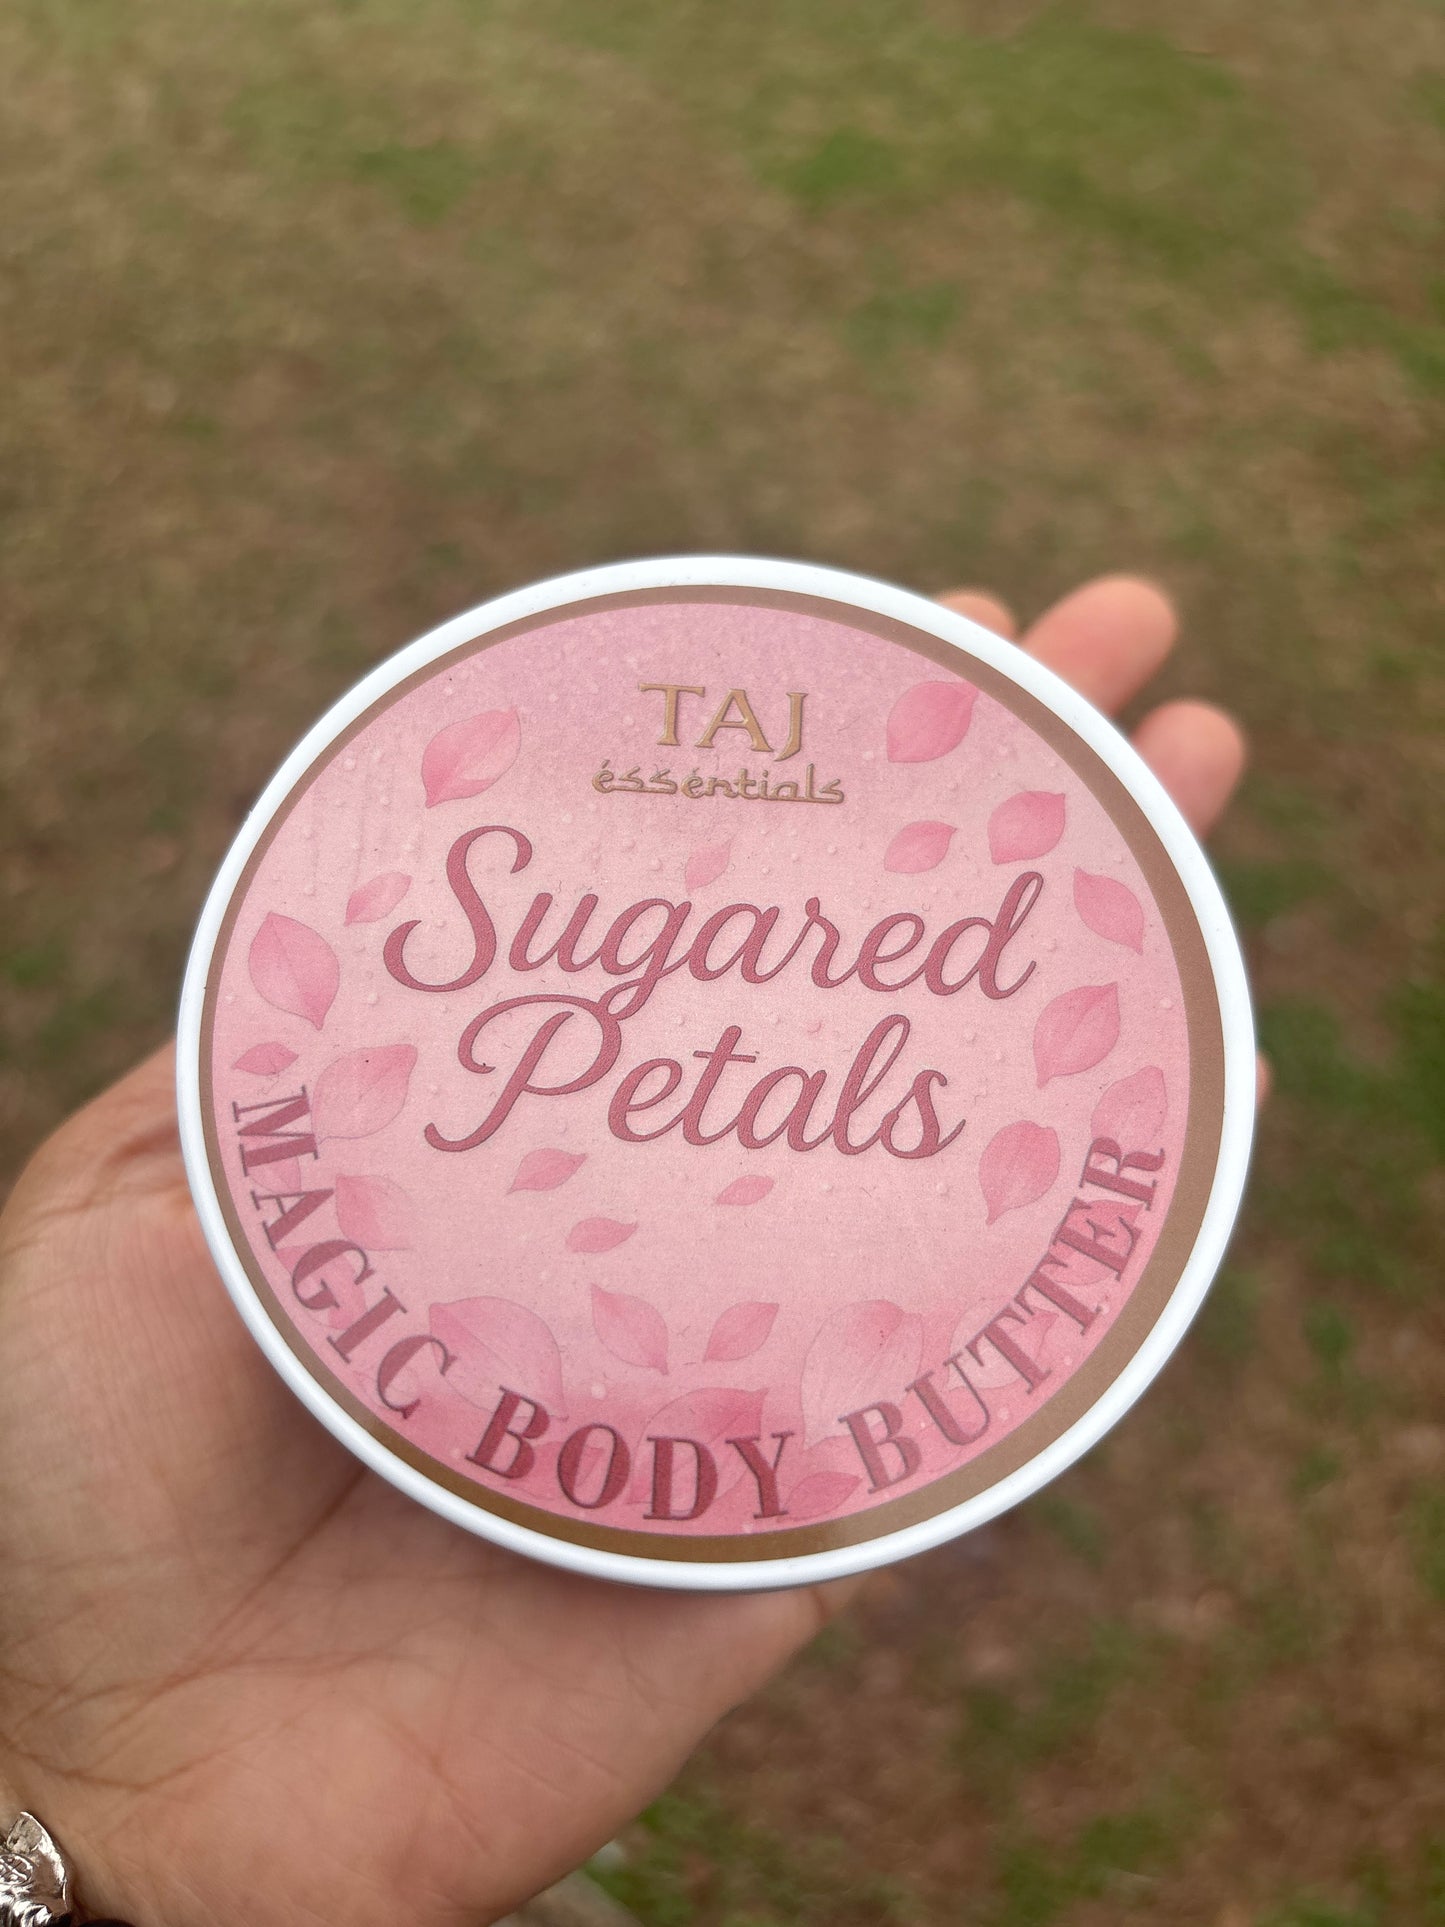 TAJ
ésséntials
Sugared
Petals
MAGIC BODY BUTTER